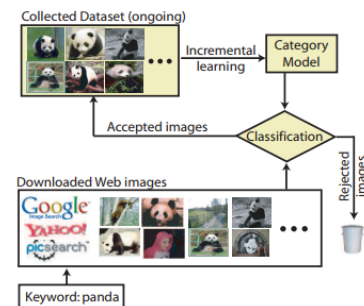 Collected Dataset (ongoing)
Incremental
learning
Category
Model
Accepted images
Classification
Rejected
images
Downloaded Web images
Google
Image Search
YAHOO!
picsearch
Keyword: panda